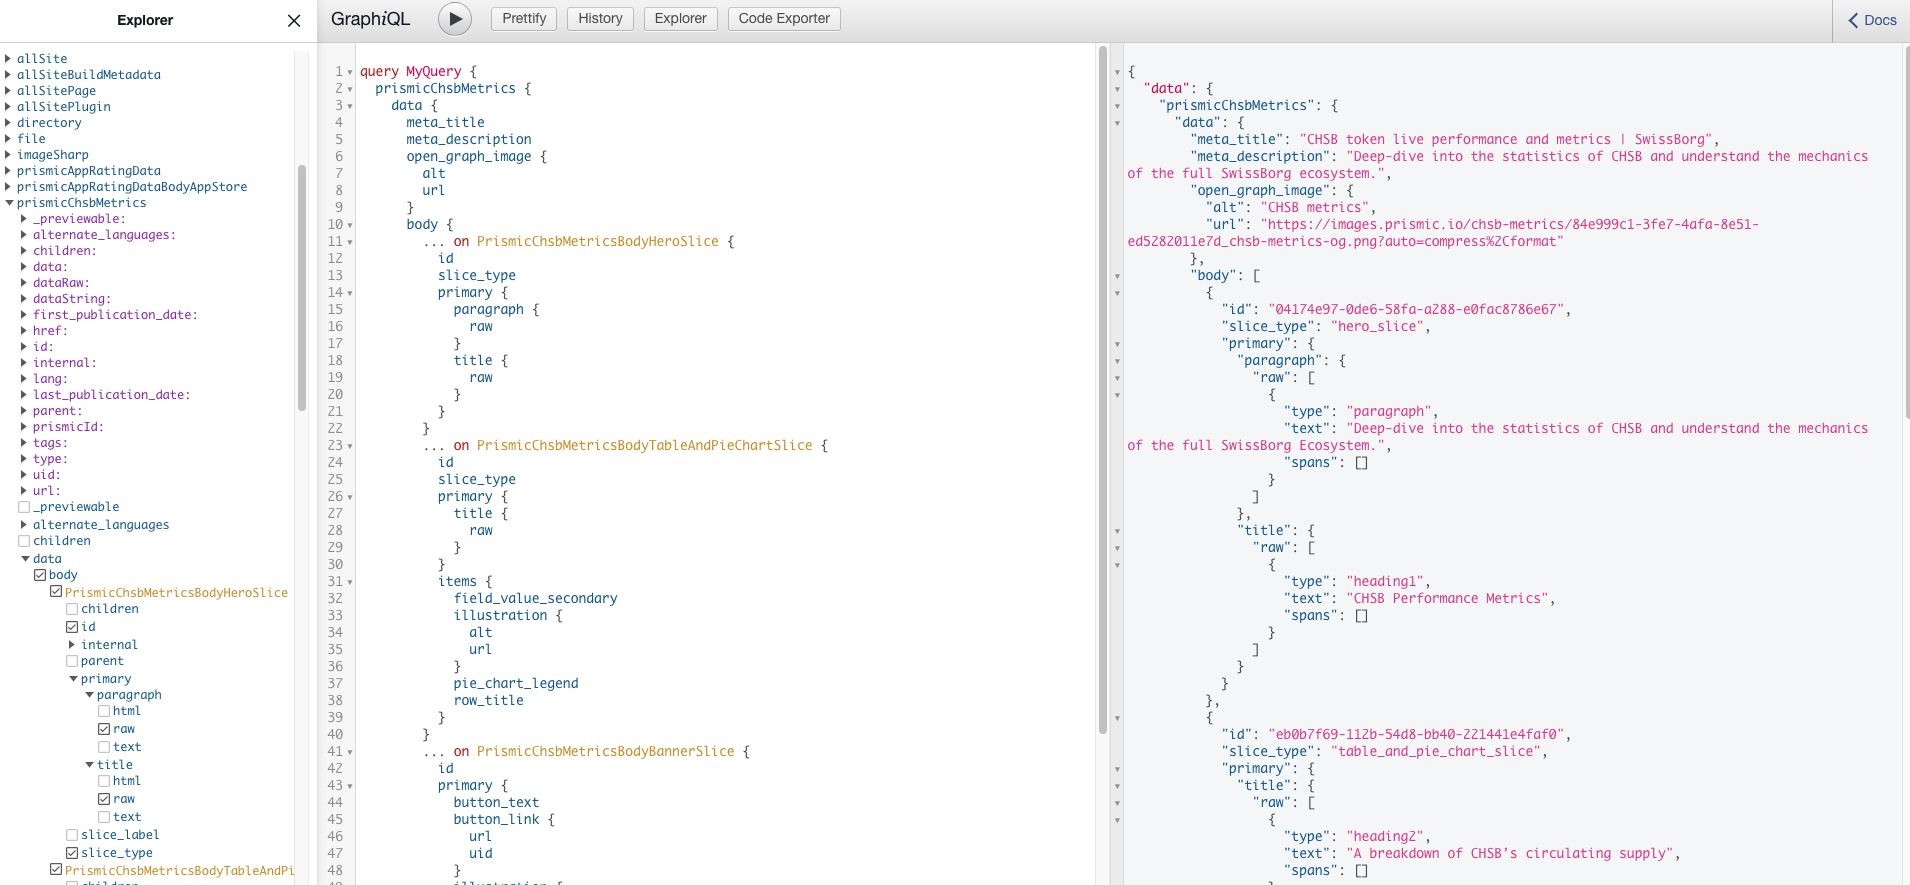 Explorer
GraphiQL
Prettify
History
Explorer
Code Exporter
Docs
allSite
allSiteBuildMetadata
allSitePage
allSitePlugin
directory
file
imageSharp
prismicAppRatingData
prismicAppRatingDataBodyAppStore
prismicChsbMetrics
_previewable:
alternate_languages:
children:
data:
dataRaw:
dataString:
first_publication_date:
href:
id:
internal:
lang:
last_publication_date:
parent:
prismicId:
tags:
type:
uid:
url:
_previewable
alternate_languages
children
data
body
PrismicChsbMetricsBodyHeroSlice
children
id
internal
parent
primary
paragraph
html
raw
text
title
html
raw
text
slice_label
slice_type
PrismicChsbMetricsBodyTableAndPi
1 query MyQuery {
2 prismicChsbMetrics {
3 data {
4 meta_title
5 meta_description
6 open_graph_image {
7 alt
8 url
9 }
10 body {
11 ... on PrismicChsbMetricsBodyHeroSlice {
12 id
13 slice_type
14 primary {
15 paragraph {
16 raw
17 }
18 title {
19 raw
20 }
21 }
22 }
23 ... on PrismicChsbMetricsBodyTableAndPieChartSlice {
24 id
25 slice_type
26 primary {
27 title {
28 raw
29 }
30 }
31 items {
32 field_value_secondary
33 illustration {
34 alt
35 url
36 }
37 pie_chart_legend
38 row_title
39 }
40 }
41 ... on PrismicChsbMetricsBodyBannerSlice {
42 id
43 primary {
44 button_text
45 button_link {
46 url
47 uid
48 }
{
"data": {
"prismicChsbMetrics": {
"data": {
"meta_title": "CHSB token live performance and metrics | SwissBorg",
"meta_description": "Deep-dive into the statistics of CHSB and understand the mechanics
of the full SwissBorg ecosystem.",
"open_graph_image": {
"alt": "CHSB metrics",
"url": "https://images.prismic.io/chsb-metrics/84e999c1-3fe7-4afa-8e51-
ed5282011e7d_chsb-metrics-og.png?auto=compress%2Cformat"
},
"body": [
{
"id": "04174e97-0de6-58fa-a288-e0fac8786e67",
"slice_type": "hero_slice",
"primary": {
"paragraph": {
"raw": [
{
"type": "paragraph",
"text": "Deep-dive into the statistics of CHSB and understand the mechanics
of the full SwissBorg Ecosystem.",
"spans": []
}
]
},
"title": {
"raw": [
{
"type": "heading1",
"text": "CHSB Performance Metrics",
"spans": []
}
]
}
}
},
{
"id": "eb0b7f69-112b-54d8-bb40-221441e4faf0",
"slice_type": "table_and_pie_chart_slice",
"primary": {
"title": {
"raw": [
{
"type": "heading2",
"text": "A breakdown of CHSB’s circulating supply",
"spans": []